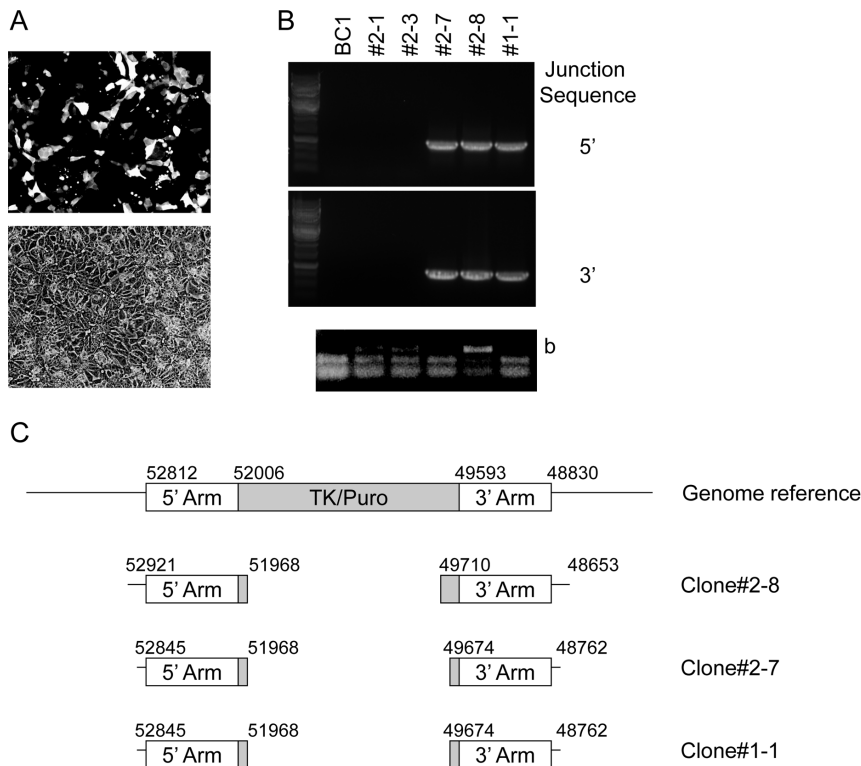 A
B
BC1
#2-1
#2-3
#2-7
#2-8
#1-1
Junction
Sequence
5’
3’
b
C
52812 52006 49593 48830
5’ Arm TK/Puro 3’ Arm Genome reference
52921 51968 49710 48653
5’ Arm 3’ Arm Clone#2-8
52845 51968 49674 48762
5’ Arm 3’ Arm Clone#2-7
52845 51968 49674 48762
5’ Arm 3’ Arm Clone#1-1